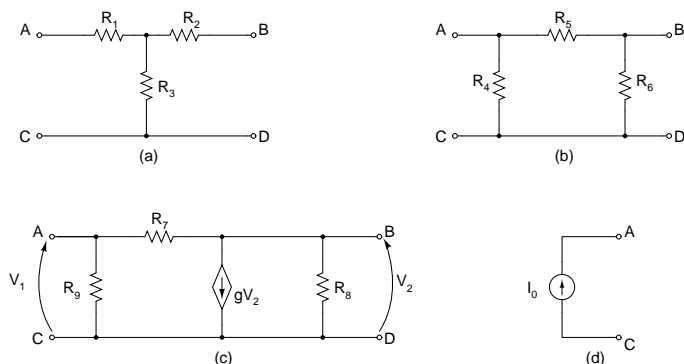 A R₁ R₂ B
R₃
C D
(a)
A R₅ B
R₄ R₆
C D
(b)
A R₇ B
V₁ R₉ gV₂ R₈ V₂
C D
(c)
A
I₀
C
(d)